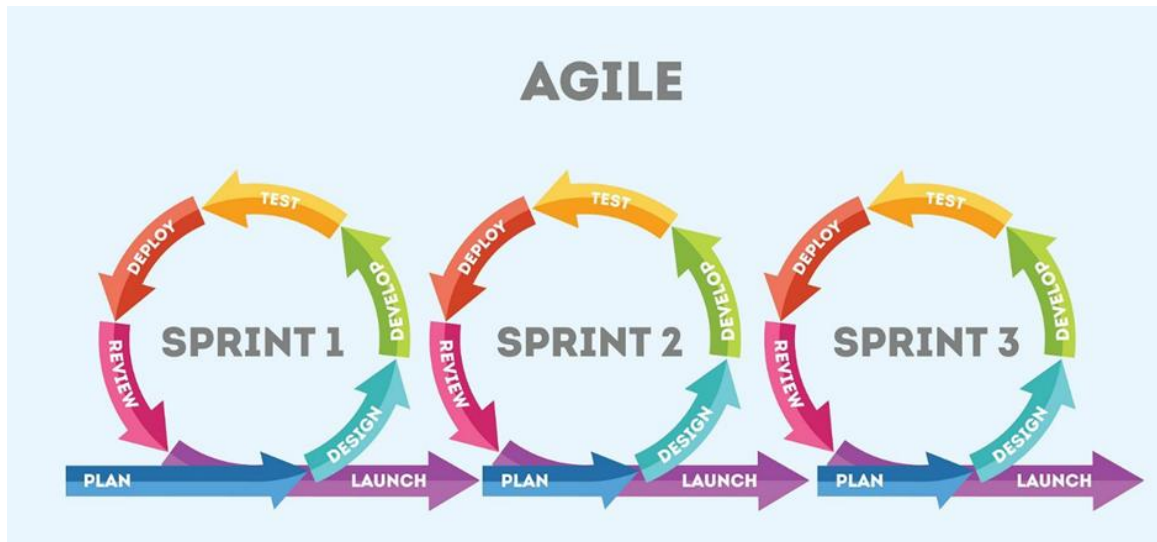 AGILE
TEST
DEPLOY
DEVELOP
SPRINT 1
REVIEW
DESIGN
PLAN
LAUNCH
TEST
DEPLOY
DEVELOP
SPRINT 2
REVIEW
DESIGN
PLAN
LAUNCH
TEST
DEPLOY
DEVELOP
SPRINT 3
REVIEW
DESIGN
PLAN
LAUNCH